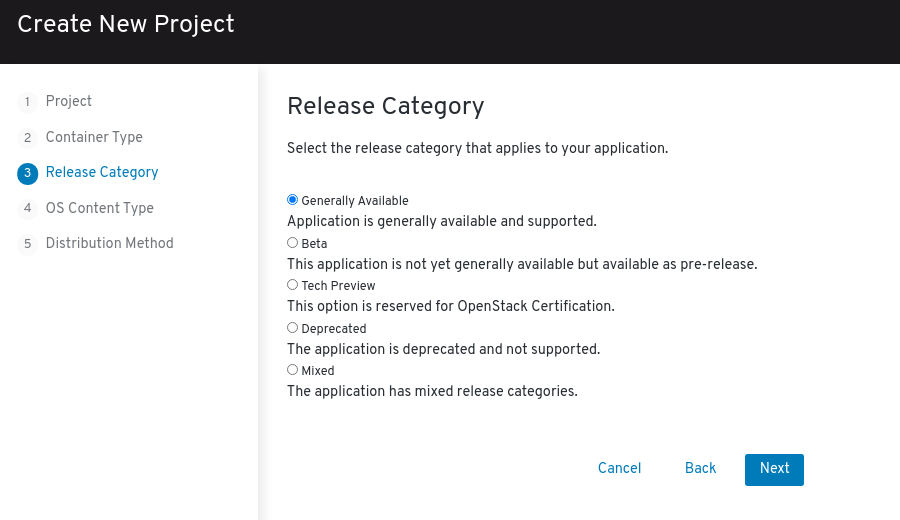 Create New Project
1 Project
2 Container Type
3 Release Category
4 OS Content Type
5 Distribution Method
Release Category
Select the release category that applies to your application.
Generally Available
Application is generally available and supported.
Beta
This application is not yet generally available but available as pre-release.
Tech Preview
This option is reserved for OpenStack Certification.
Deprecated
The application is deprecated and not supported.
Mixed
The application has mixed release categories.
Cancel Back Next